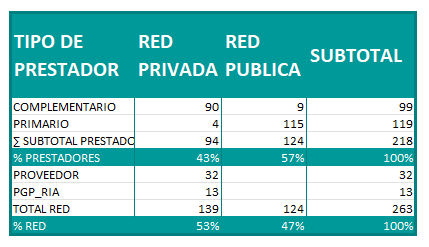 TIPO DE PRESTADOR RED PRIVADA RED PUBLICA SUBTOTAL
COMPLEMENTARIO 90 9 99
PRIMARIO 4 115 119
∑ SUBTOTAL PRESTADO 94 124 218
% PRESTADORES 43% 57% 100%
PROVEEDOR 32 32
PGP_RIA 13 13
TOTAL RED 139 124 263
% RED 53% 47% 100%